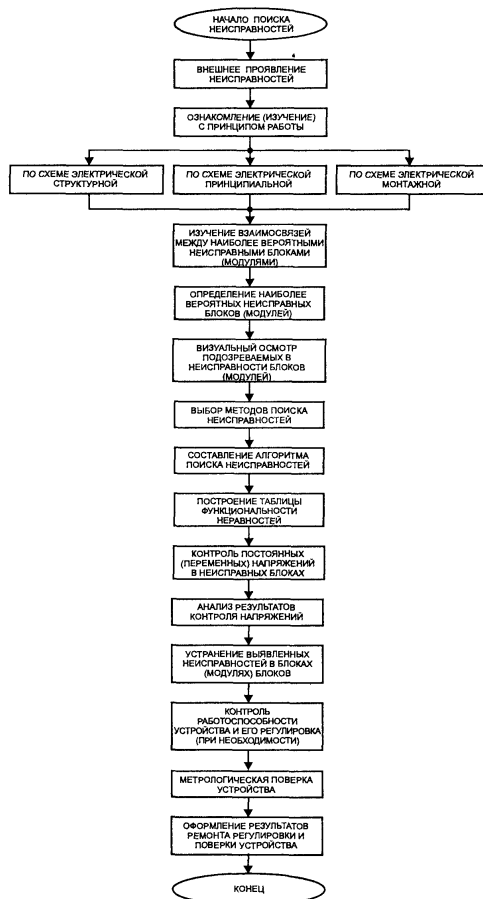 НАЧАЛО ПОИСКА
НЕИСПРАВНОСТЕЙ
ВНЕШНЕЕ ПРОЯВЛЕНИЕ
НЕИСПРАВНОСТЕЙ
ОЗНАКОМЛЕНИЕ (ИЗУЧЕНИЕ)
С ПРИНЦИПОМ РАБОТЫ
ПО СХЕМЕ ЭЛЕКТРИЧЕСКОЙ
СТРУКТУРНОЙ
ПО СХЕМЕ ЭЛЕКТРИЧЕСКОЙ
ПРИНЦИПИАЛЬНОЙ
ПО СХЕМЕ ЭЛЕКТРИЧЕСКОЙ
МОНТАЖНОЙ
ИЗУЧЕНИЕ ВЗАИМОСВЯЗЕЙ
МЕЖДУ НАИБОЛЕЕ ВЕРОЯТНЫМИ
НЕИСПРАВНЫМИ БЛОКАМИ
(МОДУЛЯМИ)
ОПРЕДЕЛЕНИЕ НАИБОЛЕЕ
ВЕРОЯТНЫХ НЕИСПРАВНЫХ
БЛОКОВ (МОДУЛЕЙ)
ВИЗУАЛЬНЫЙ ОСМОТР
ПОДОЗРЕВАЕМЫХ В
НЕИСПРАВНОСТИ БЛОКОВ
(МОДУЛЕЙ)
ВЫБОР МЕТОДОВ ПОИСКА
НЕИСПРАВНОСТЕЙ
СОСТАВЛЕНИЕ АЛГОРИТМА
ПОИСКА НЕИСПРАВНОСТЕЙ
ПОСТРОЕНИЕ ТАБЛИЦЫ
ФУНКЦИОНАЛЬНОСТИ
НЕРАВНОСТЕЙ
КОНТРОЛЬ ПОСТОЯННЫХ
(ПЕРЕМЕННЫХ) НАПРЯЖЕНИЙ
В НЕИСПРАВНЫХ БЛОКАХ
АНАЛИЗ РЕЗУЛЬТАТОВ
КОНТРОЛЯ НАПРЯЖЕНИЙ
УСТРАНЕНИЕ ВЫЯВЛЕННЫХ
НЕИСПРАВНОСТЕЙ В БЛОКАХ
(МОДУЛЯХ) БЛОКОВ
КОНТРОЛЬ
РАБОТОСПОСОБНОСТИ
УСТРОЙСТВА И ЕГО РЕГУЛИРОВКА
(ПРИ НЕОБХОДИМОСТИ)
МЕТРОЛОГИЧЕСКАЯ ПОВЕРКА
УСТРОЙСТВА
ОФОРМЛЕНИЕ РЕЗУЛЬТАТОВ
РЕМОНТА РЕГУЛИРОВКИ И
ПОВЕРКИ УСТРОЙСТВА
КОНЕЦ